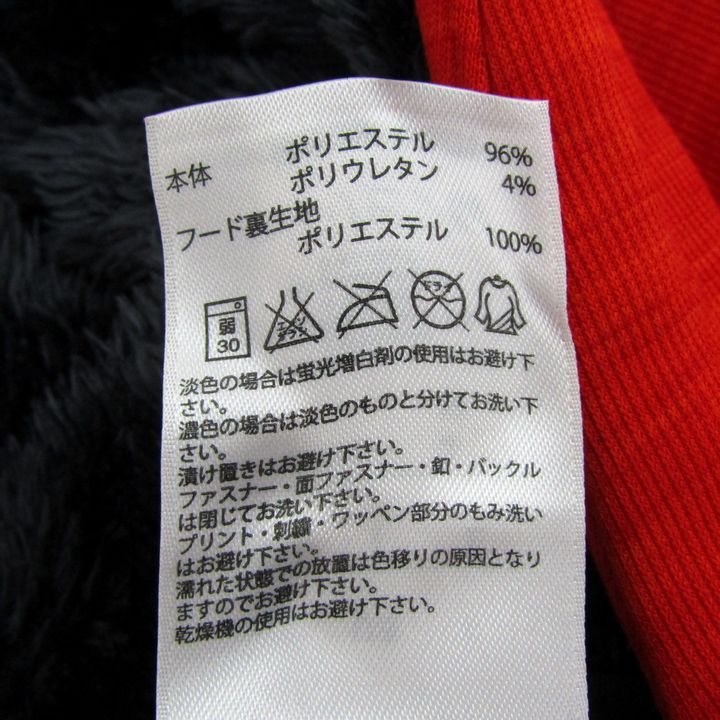 本体 ポリエステル 96%
ポリウレタン 4%
フード裏生地
ポリエステル 100%
弱
30
エンソサラシ
ドライ
淡色の場合は蛍光増白剤の使用はお避け下
さい。
濃色の場合は淡色のものと分けてお洗い下
さい。
漬け置きはお避け下さい。
ファスナー・面ファスナー・釦・バックル
は閉じてお洗い下さい。
プリント・刺繍・ワッペン部分のもみ洗い
はお避け下さい。
濡れた状態での放置は色移りの原因となり
ますのでお避け下さい。
乾燥機の使用はお避け下さい。